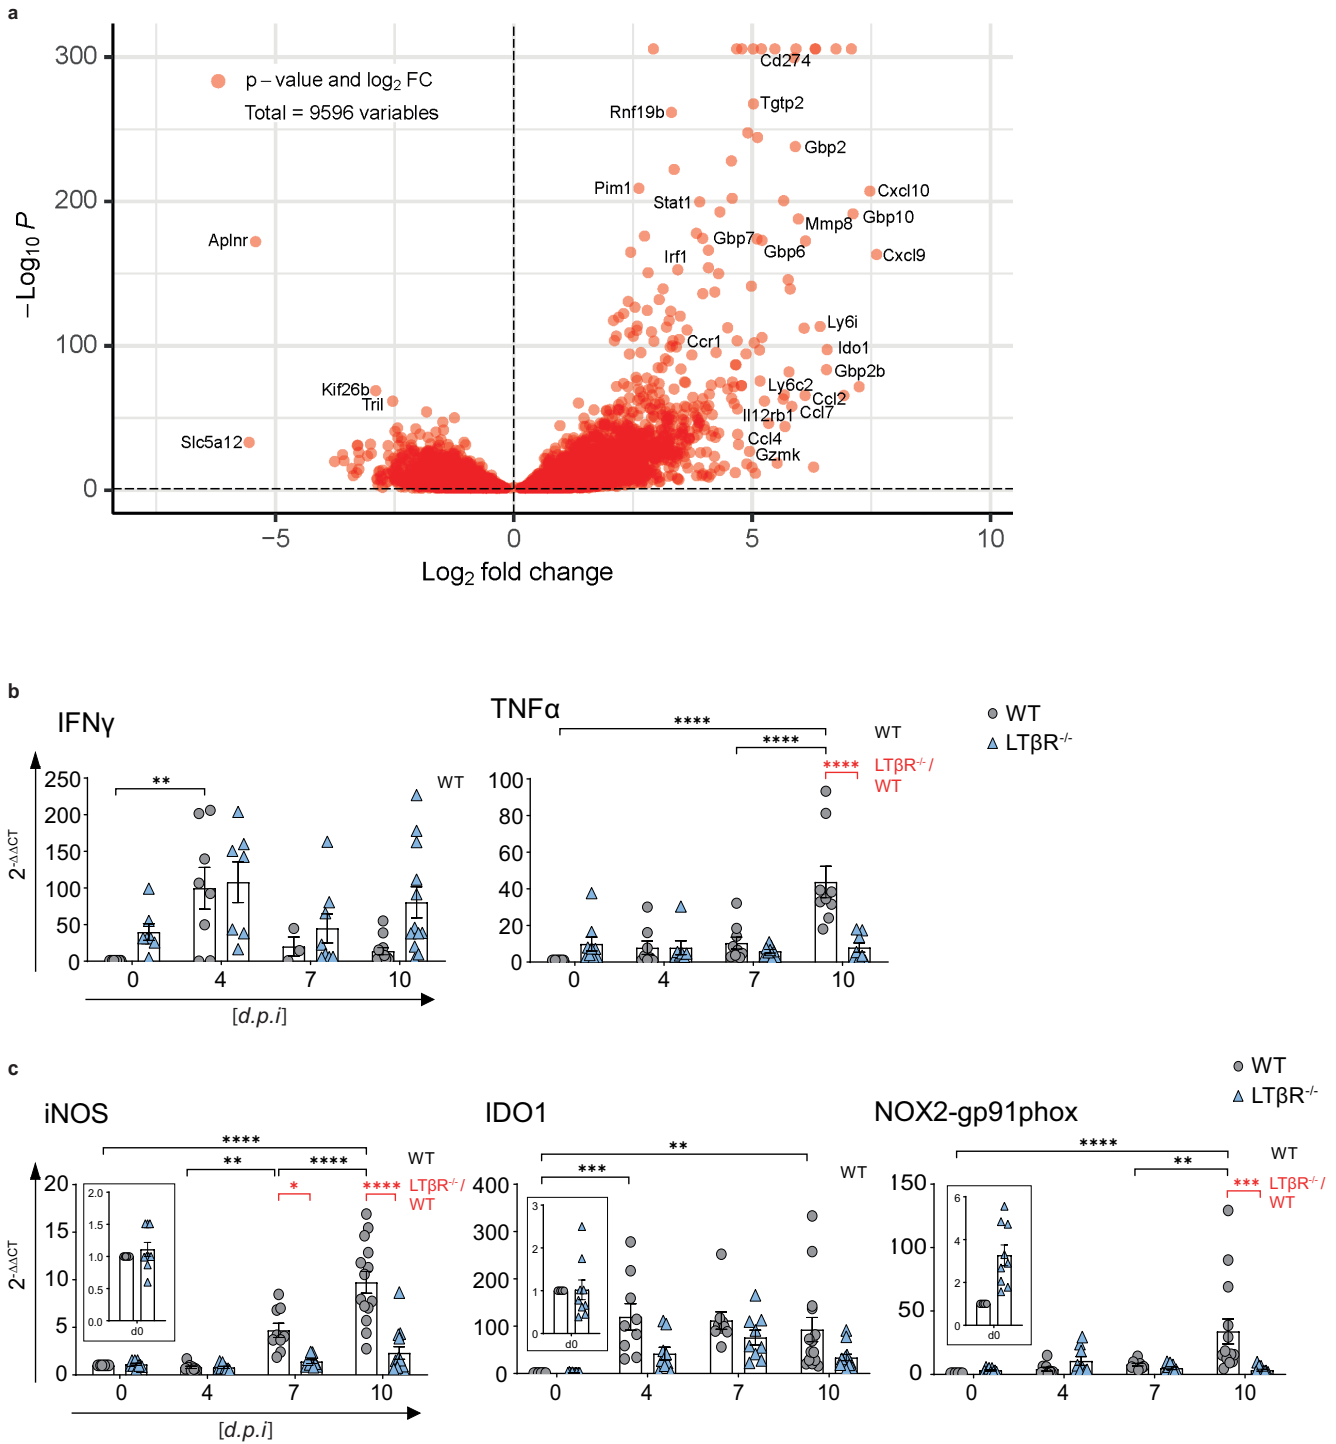 a
300
200
100
0
−Log10 P
p−value and log2 FC
Total = 9596 variables
Cd274
Tgtp2
Rnf19b
Gbp2
Pim1
Cxcl10
Stat1
Gbp10
Mmp8
Aplnr
Gbp7
Gbp6
Cxcl9
Irf1
Ly6i
Ccr1
Ido1
Gbp2b
Kif26b
Ly6c2
Tril
Ccl2
Il12rb1
Ccl7
Slc5a12
Ccl4
Gzmk
−5
0
5
10
Log2 fold change
b
IFNγ
**
WT
250
200
150
100
50
0
2-ΔΔCT
0
4
7
10
[d.p.i]
TNFα
****
WT
****
****
LTβR-/- /
WT
100
80
60
40
20
0
0
4
7
10
WT
LTβR-/-
c
WT
LTβR-/-
iNOS
****
WT
**
****
*
****
LTβR-/- /
WT
20
15
10
5
0
2-ΔΔCT
2.0
1.5
1.0
0.5
0.0
d0
0
4
7
10
[d.p.i]
IDO1
**
WT
***
400
300
200
100
0
3
2
1
0
d0
0
4
7
10
NOX2-gp91phox
****
WT
**
***
LTβR-/- /
WT
150
100
50
0
6
4
2
0
d0
0
4
7
10